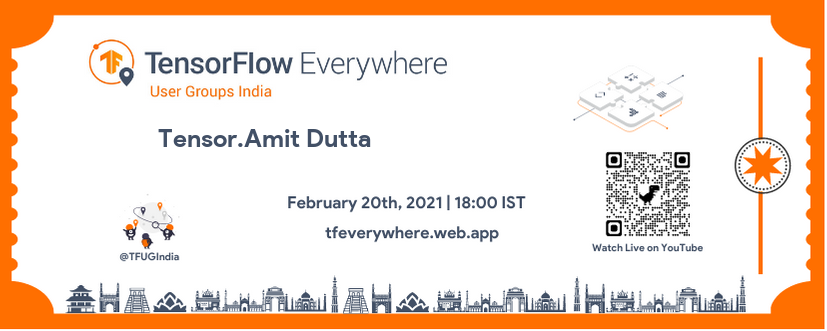 TensorFlow Everywhere
User Groups India
Tensor.Amit Dutta
February 20th, 2021 | 18:00 IST
tfeverywhere.web.app
@TFUGIndia
Watch Live on YouTube